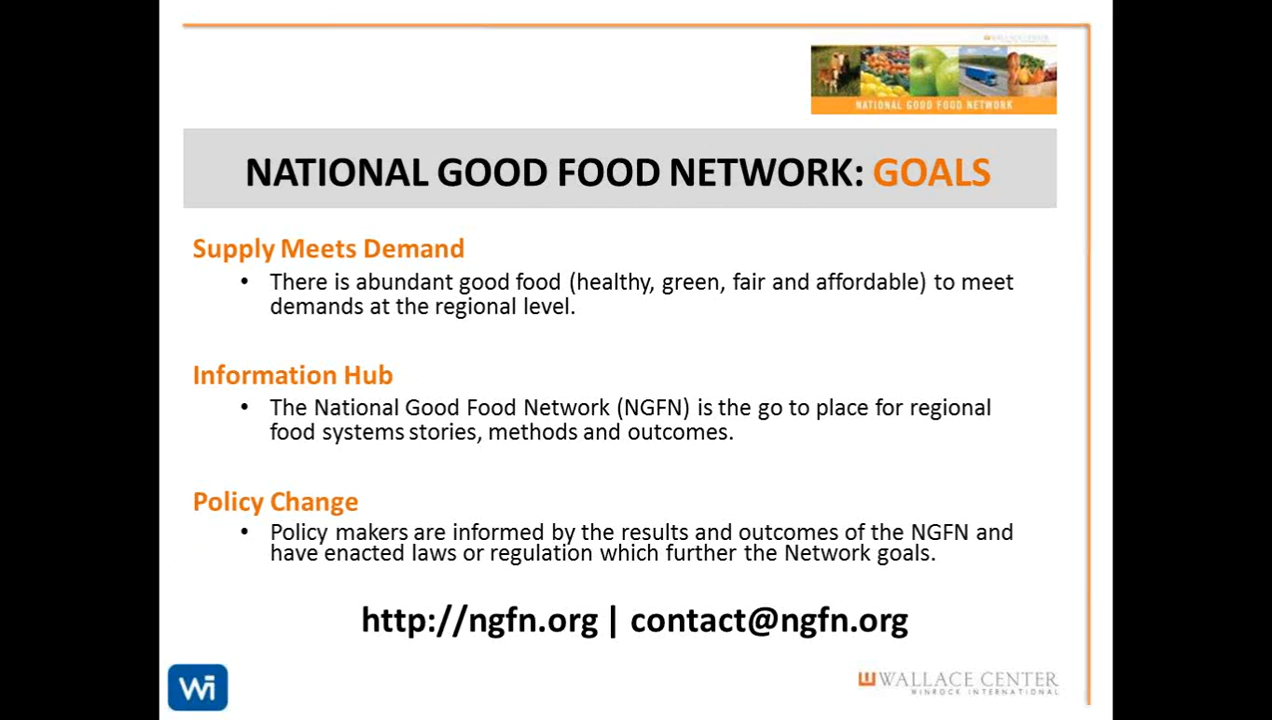 WALLACE CENTER
NATIONAL GOOD FOOD NETWORK
NATIONAL GOOD FOOD NETWORK: GOALS
Supply Meets Demand
• There is abundant good food (healthy, green, fair and affordable) to meet
demands at the regional level.
Information Hub
• The National Good Food Network (NGFN) is the go to place for regional
food systems stories, methods and outcomes.
Policy Change
• Policy makers are informed by the results and outcomes of the NGFN and
have enacted laws or regulation which further the Network goals.
http://ngfn.org | contact@ngfn.org
Wi
WALLACE CENTER
WINROCK INTERNATIONAL